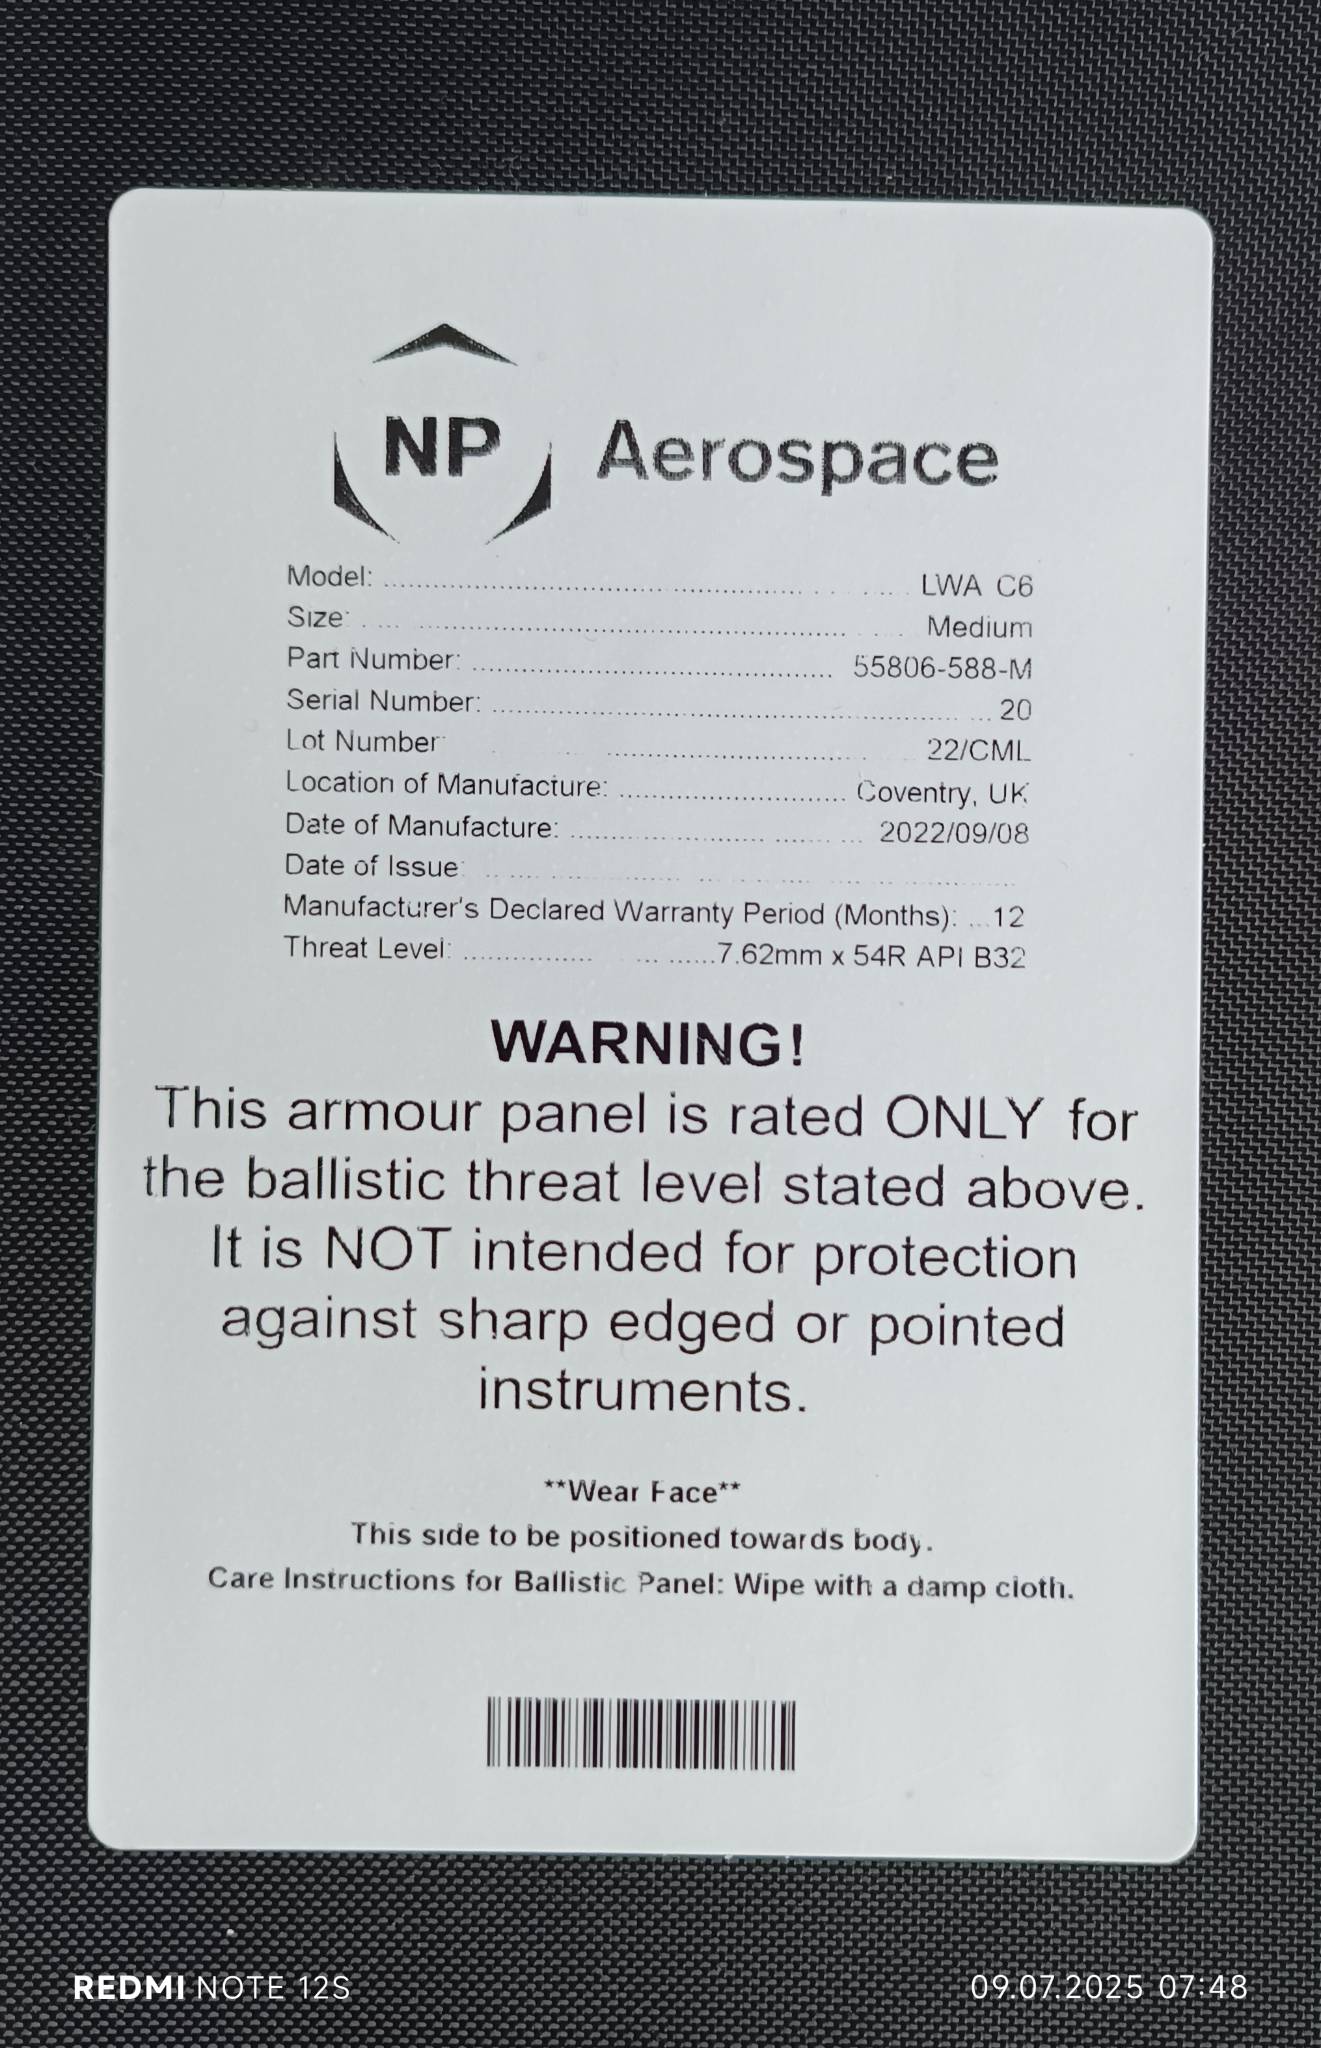 NP Aerospace
Model: LWA C6
Size: Medium
Part Number: 55806-588-M
Serial Number: 20
Lot Number 22/CML
Location of Manufacture: Coventry, UK
Date of Manufacture: 2022/09/08
Date of Issue:
Manufacturer's Declared Warranty Period (Months): 12
Threat Level: 7.62mm x 54R API B32
WARNING!
This armour panel is rated ONLY for
the ballistic threat level stated above.
It is NOT intended for protection
against sharp edged or pointed
instruments.
**Wear Face**
This side to be positioned towards body.
Care Instructions for Ballistic Panel: Wipe with a damp cloth.
REDMI NOTE 12S
09.07.2025 07:48